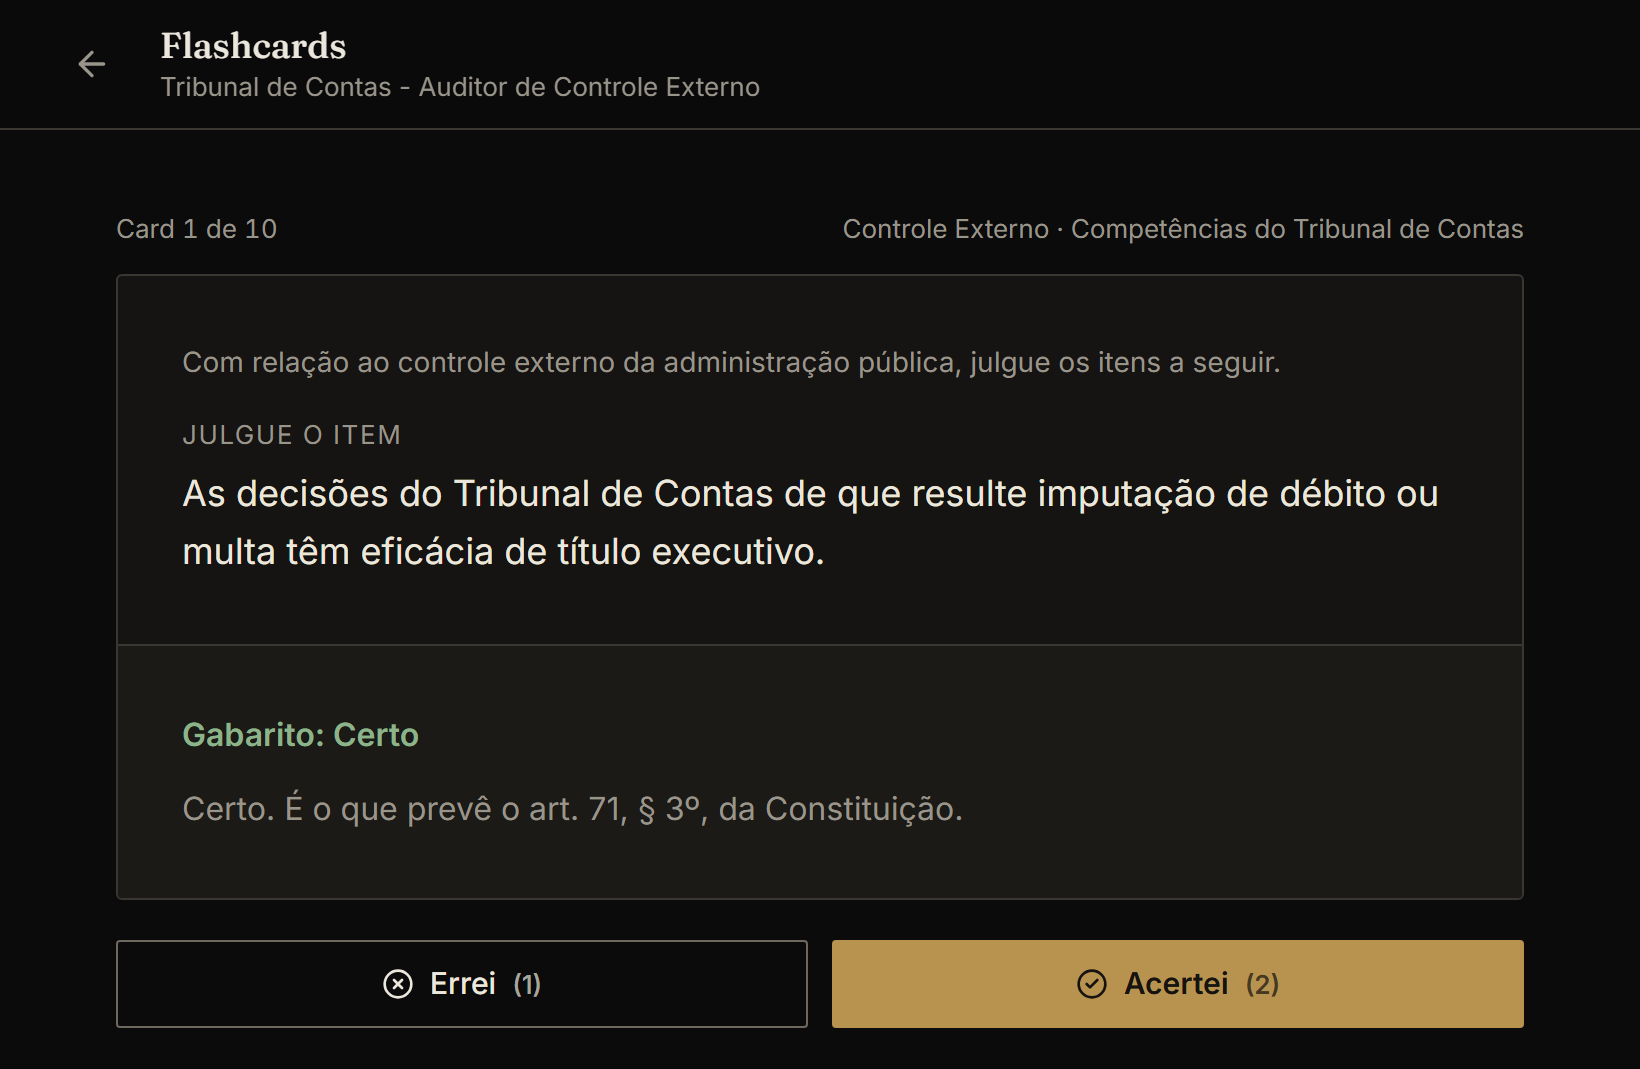 Flashcards
Tribunal de Contas - Auditor de Controle Externo
Card 1 de 10
Controle Externo · Competências do Tribunal de Contas
Com relação ao controle externo da administração pública, julgue os itens a seguir.
JULGUE O ITEM
As decisões do Tribunal de Contas de que resulte imputação de débito ou
multa têm eficácia de título executivo.
Gabarito: Certo
Certo. É o que prevê o art. 71, § 3º, da Constituição.
Errei (1)
Acertei (2)